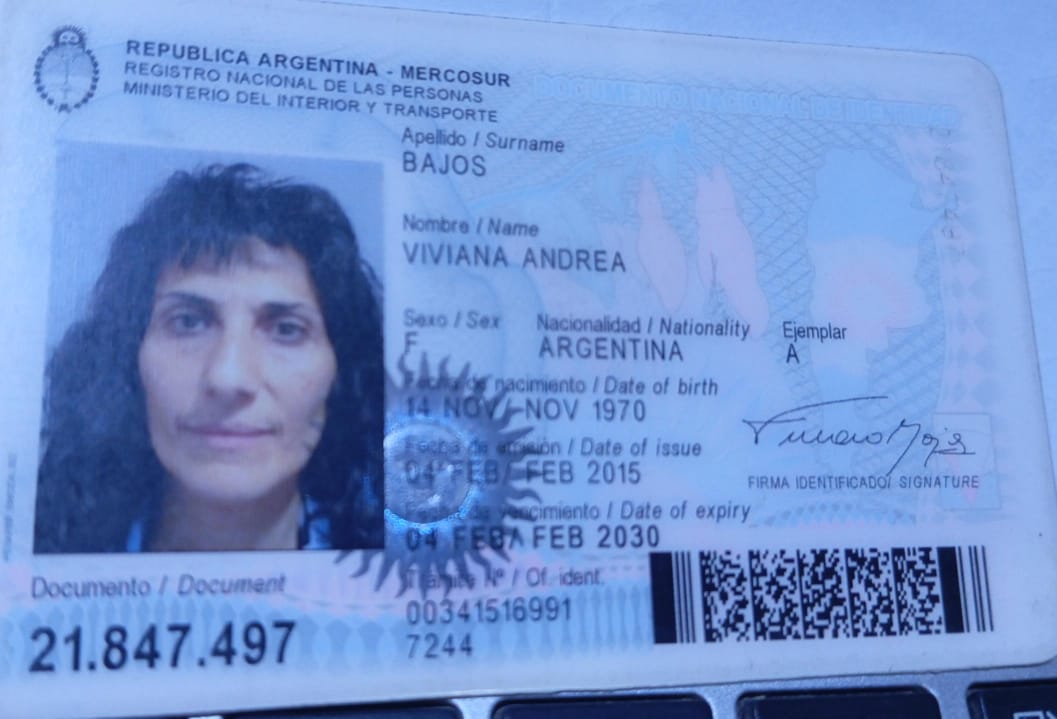 REPUBLICA ARGENTINA - MERCOSUR
REGISTRO NACIONAL DE LAS PERSONAS
MINISTERIO DEL INTERIOR Y TRANSPORTE
DOCUMENTO NACIONAL DE IDENTIDAD
Apellido / Surname
BAJOS
Nombre / Name
VIVIANA ANDREA
Sexo / Sex Nacionalidad / Nationality Ejemplar
F ARGENTINA A
Fecha de nacimiento / Date of birth
14 NOV/ NOV 1970
Fecha de emisión / Date of issue
04 FEB/ FEB 2015
Fecha de vencimiento / Date of expiry
04 FEB/ FEB 2030
FIRMA IDENTIFICADO/ SIGNATURE
Documento / Document
21.847.497
Trámite Nº / Of. ident.
00341516991
7244